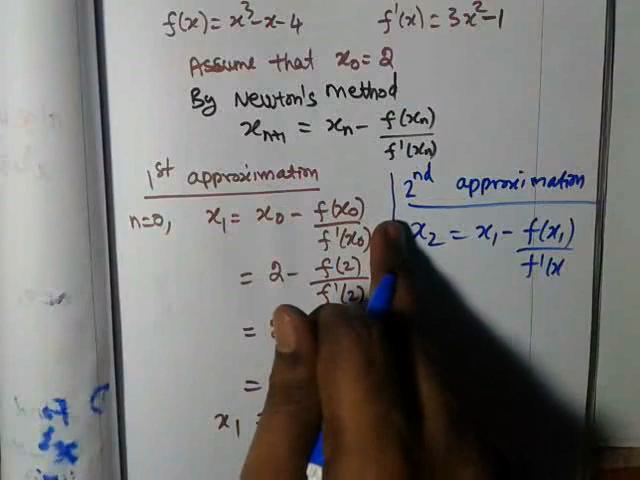 f(x) = x³-x-4 f'(x) = 3x²-1
Assume that x₀ = 2
By Newton's Method
xₙ₊₁ = xₙ - f(xₙ)/f'(xₙ)
1st approximation
n=0, x₁ = x₀ - f(x₀)/f'(x₀)
= 2 - f(2)/f'(2)
=
=
x₁ =
2nd approximation
x₂ = x₁ - f(x₁)/f'(x